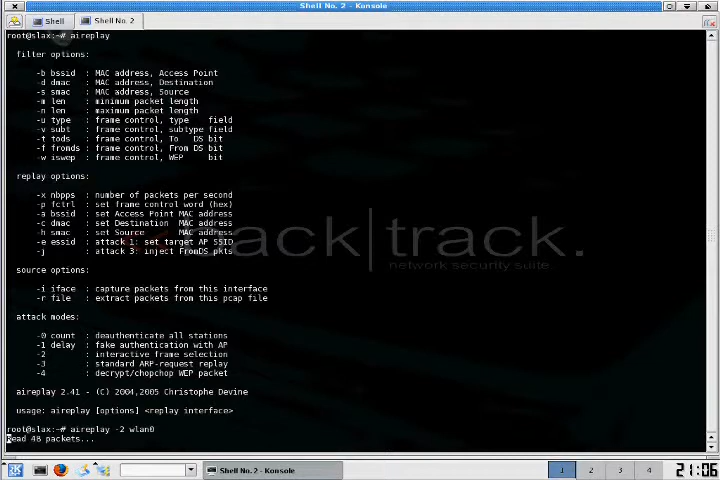 Shell No. 2 - Konsole
Shell
Shell No. 2
root@slax:~# aireplay
filter options:
-b bssid : MAC address, Access Point
-d dmac : MAC address, Destination
-s smac : MAC address, Source
-m len : minimum packet length
-n len : maximum packet length
-u type : frame control, type field
-v subt : frame control, subtype field
-t tods : frame control, To DS bit
-f fromds : frame control, From DS bit
-w iswep : frame control, WEP bit
replay options:
-x nbpps : number of packets per second
-p fctrl : set frame control word (hex)
-a bssid : set Access Point MAC address
-c dmac : set Destination MAC address
-h smac : set Source MAC address
-e essid : attack 1: set target AP SSID
-j : attack 3: inject FromDS pkts
back|track.
network security suite
source options:
-i iface : capture packets from this interface
-r file : extract packets from this pcap file
attack modes:
-0 count : deauthenticate all stations
-1 delay : fake authentication with AP
-2 : interactive frame selection
-3 : standard ARP-request replay
-4 : decrypt/chopchop WEP packet
aireplay 2.41 - (C) 2004,2005 Christophe Devine
usage: aireplay [options] <replay interface>
root@slax:~# aireplay -2 wlan0
Read 48 packets...
Shell No. 2 - Konsole
1 2 3 4
21:06